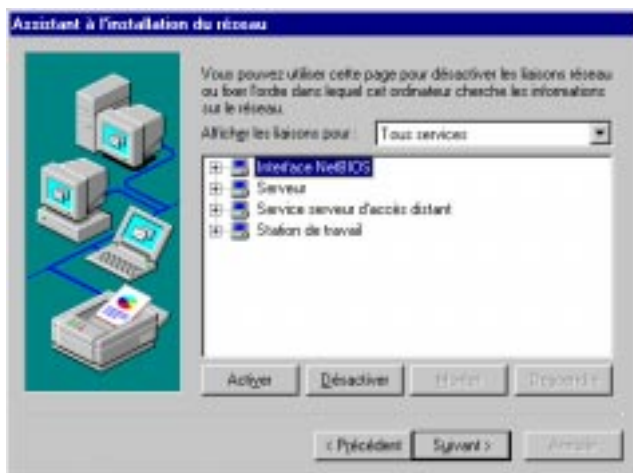 Assistant à l'installation du réseau
Vous pouvez utiliser cette page pour désactiver les liaisons réseau
ou fixer l'ordre dans lequel cet ordinateur cherche les informations
sur le réseau.
Afficher les liaisons pour : Tous services
Interface NetBIOS
Serveur
Service serveur d'accès distant
Station de travail
Activer Désactiver Monter Descendre
< Précédent Suivant > Annuler